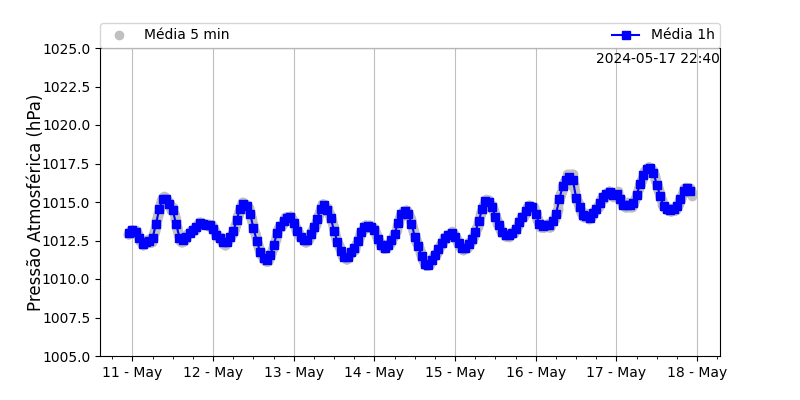 Média 5 min
Média 1h
2024-05-17 22:40
Pressão Atmosférica (hPa)
1025.0
1022.5
1020.0
1017.5
1015.0
1012.5
1010.0
1007.5
1005.0
11 - May
12 - May
13 - May
14 - May
15 - May
16 - May
17 - May
18 - May